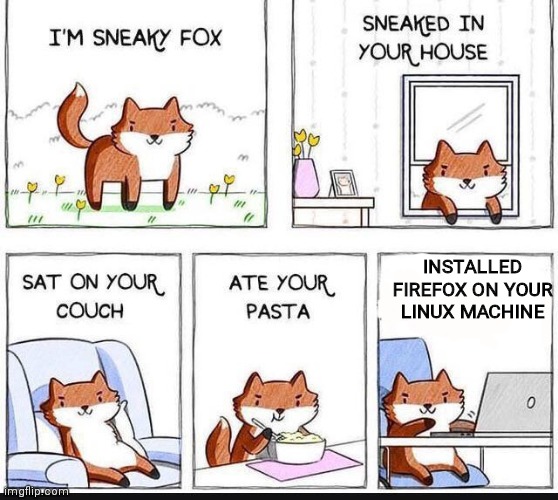 I'M SNEAKY FOX
SNEAKED IN
YOUR HOUSE
SAT ON YOUR
COUCH
ATE YOUR
PASTA
INSTALLED
FIREFOX ON YOUR
LINUX MACHINE
imgflip.com